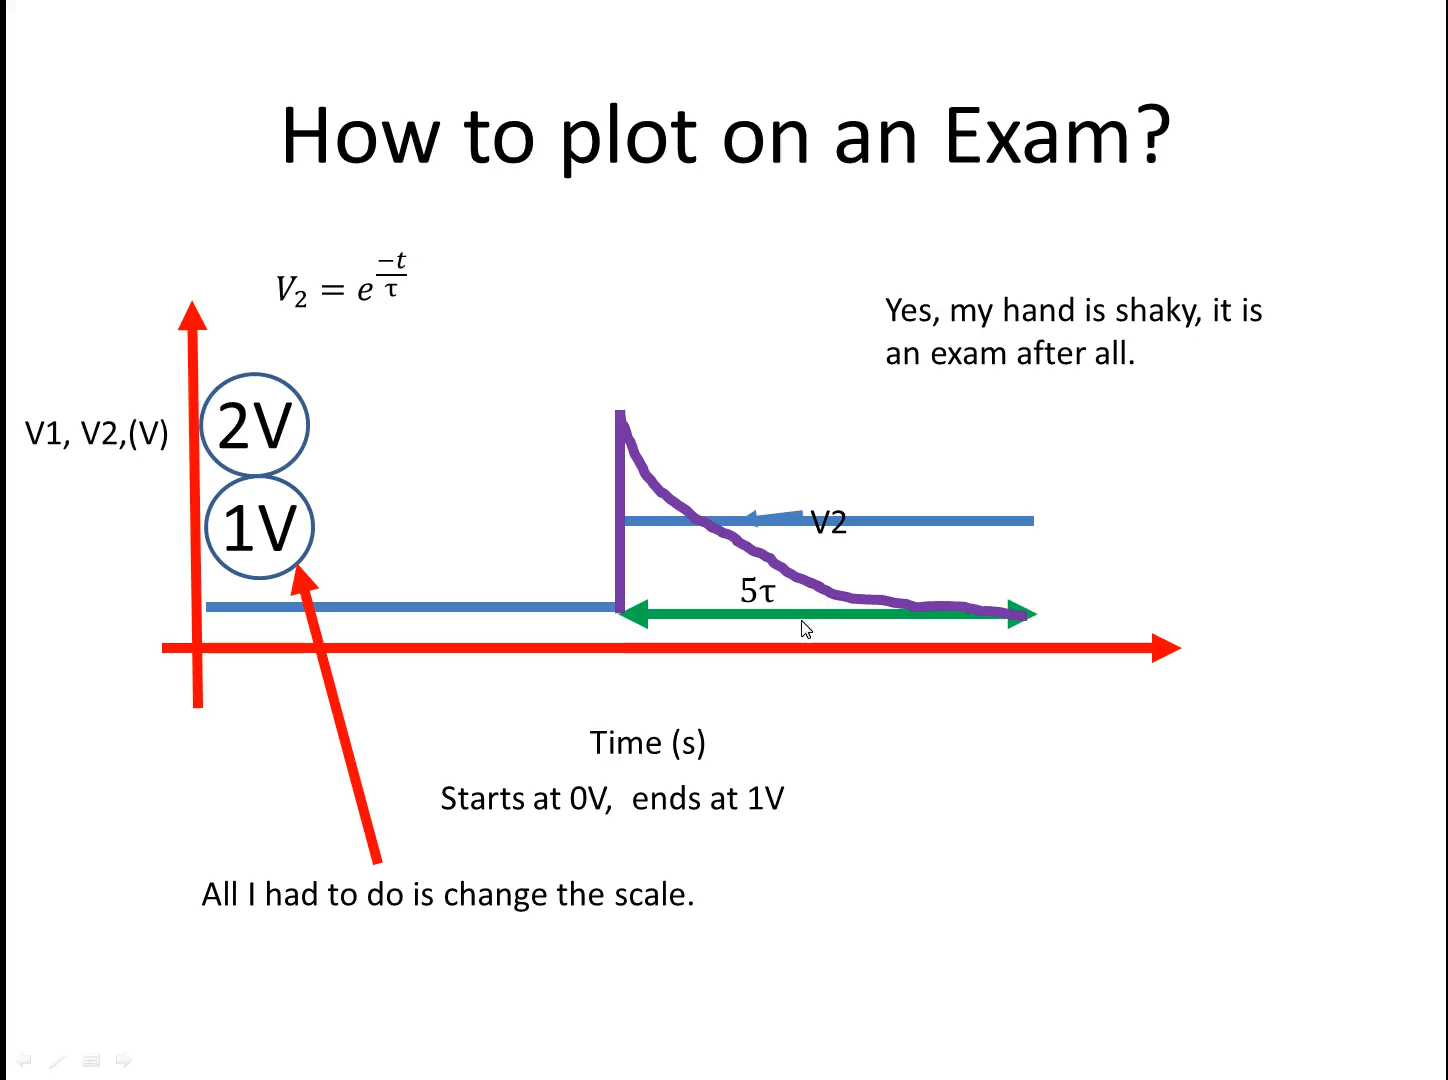 How to plot on an Exam?
V₂ = e^(−t/τ)
Yes, my hand is shaky, it is
an exam after all.
2V
V1, V2,(V)
1V
V2
5τ
Time (s)
Starts at 0V,  ends at 1V
All I had to do is change the scale.